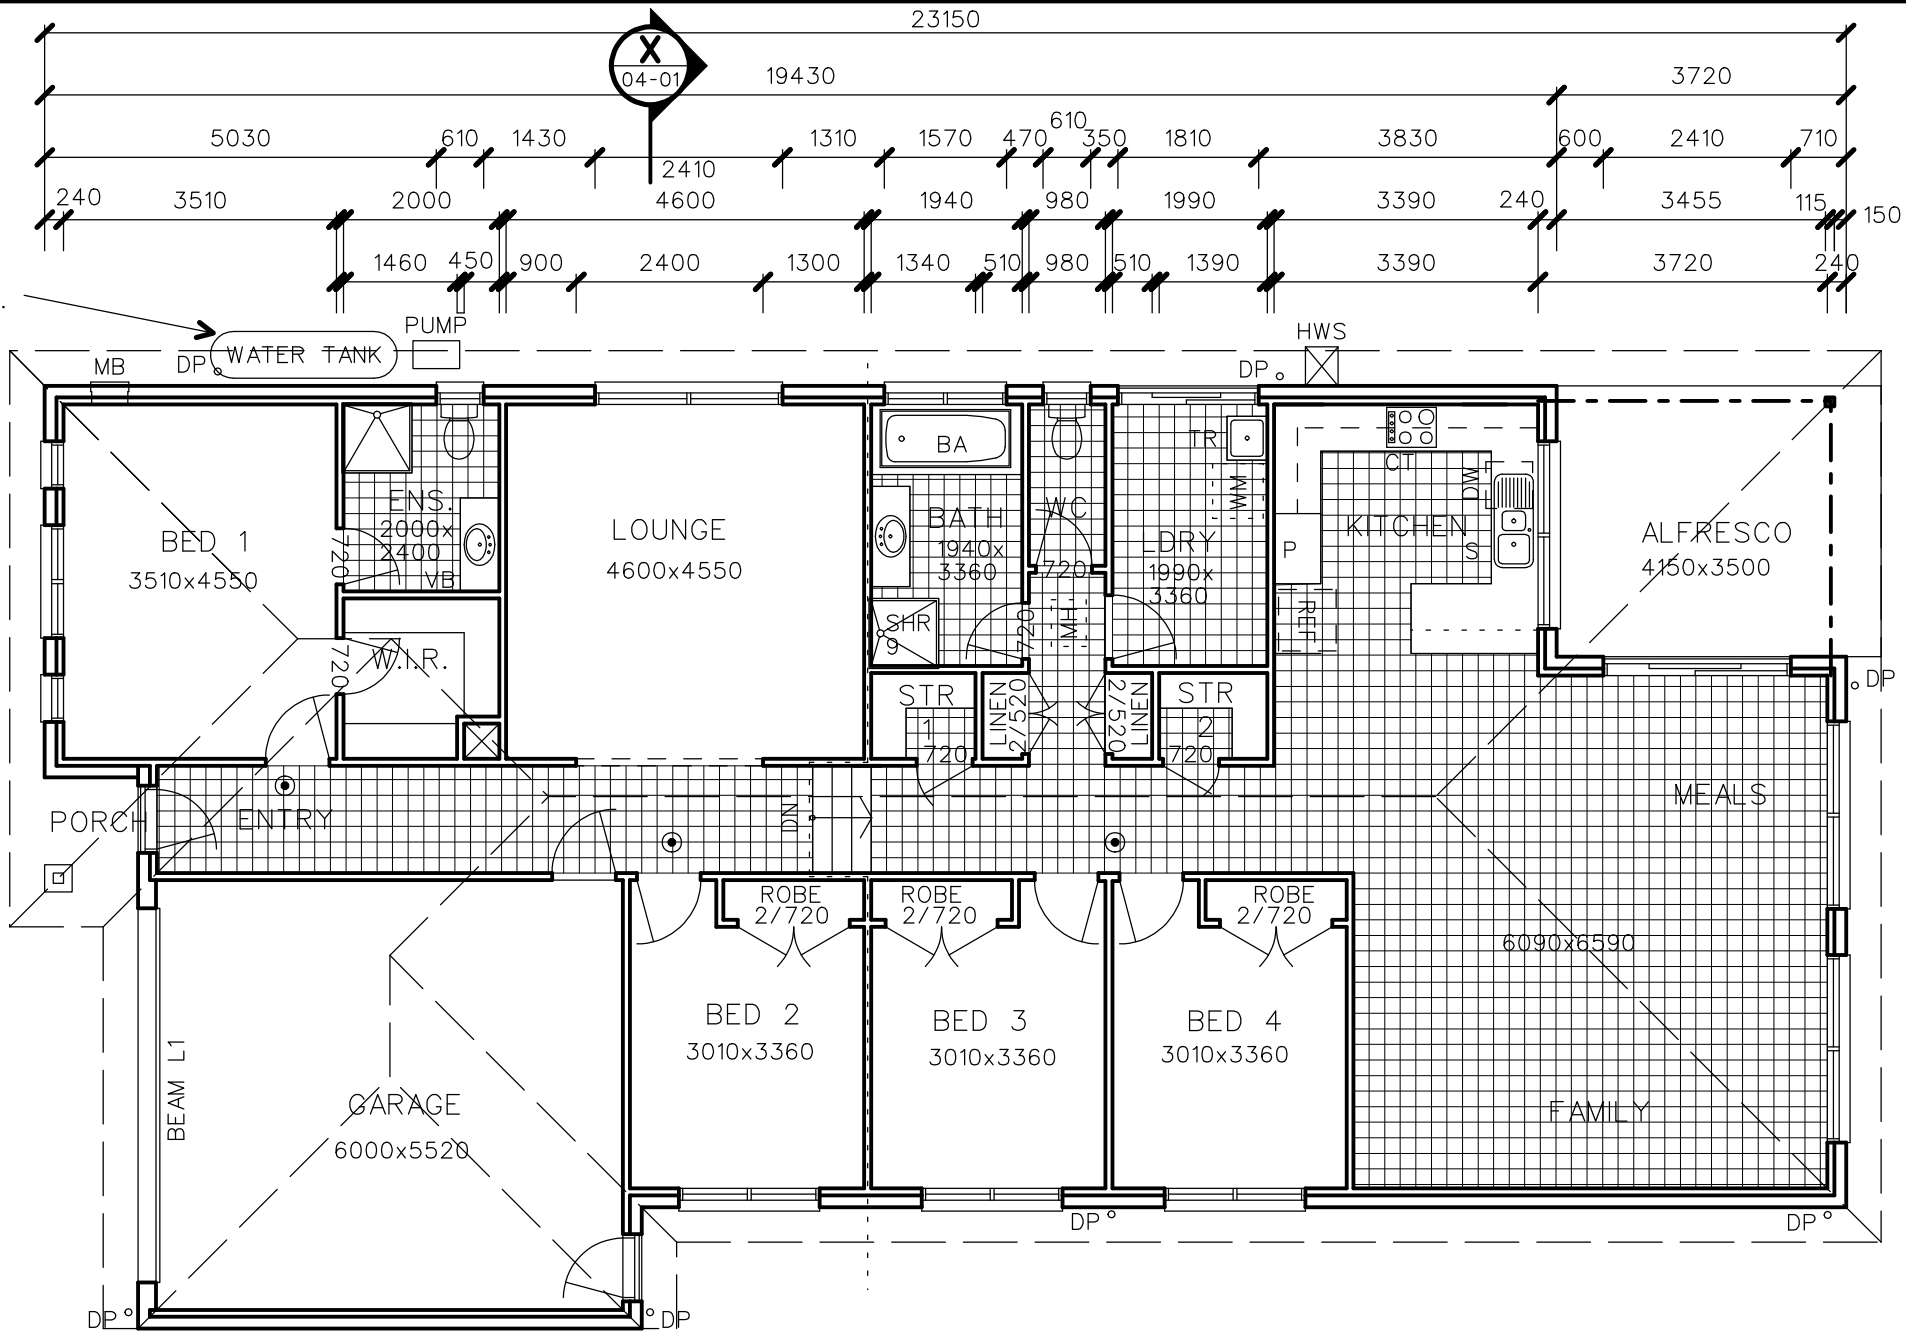 23150
X
04-01
19430
3720
5030
610
1430
2410
1310
1570
470
610
350
1810
3830
600
2410
710
240
3510
2000
4600
1940
980
1990
3390
240
3455
115
150
1460
450
900
2400
1300
1340
510
980
510
1390
3390
3720
240
MB
DP
WATER TANK
PUMP
DP
HWS
BED 1
3510x4550
ENS.
2000x
2400
VB
720
W.I.R.
720
LOUNGE
4600x4550
BA
BATH
1940x
3360
SHR
9
720
WC
720
HM
TR
WM
LDRY
1990x
3360
CT
DW
KITCHEN
S
P
REF
ALFRESCO
4150x3500
DP
STR
1
720
LINEN
2/520
2/520
LINEN
STR
2
720
PORCH
ENTRY
DN
MEALS
ROBE
2/720
ROBE
2/720
ROBE
2/720
6090x6590
BED 2
3010x3360
BED 3
3010x3360
BED 4
3010x3360
BEAM L1
GARAGE
6000x5520
FAMILY
DP
DP
DP
DP